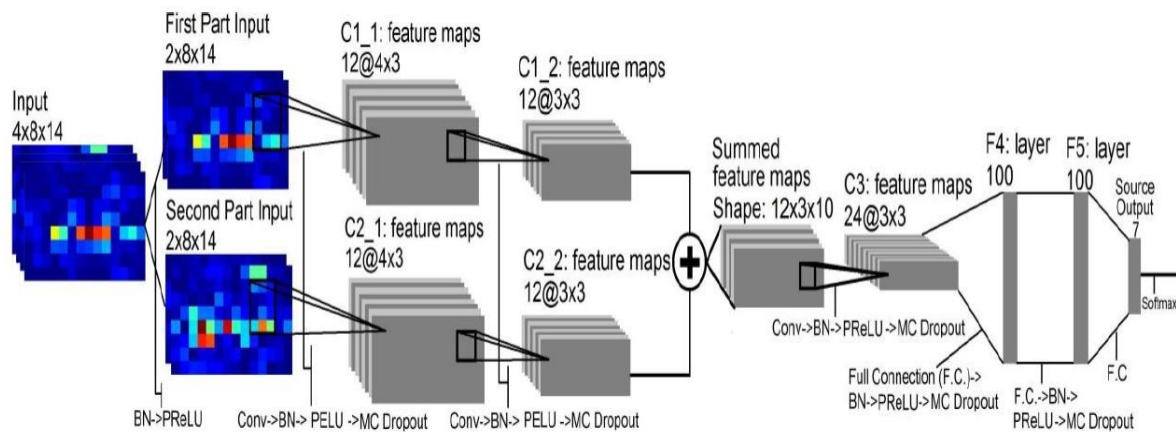 Input
4x8x14
First Part Input
2x8x14
Second Part Input
2x8x14
BN->PReLU
C1_1: feature maps
12@4x3
C2_1: feature maps
12@4x3
Conv->BN-> PELU ->MC Dropout
C1_2: feature maps
12@3x3
C2_2: feature maps
12@3x3
Conv->BN-> PELU ->MC Dropout
+
Summed
feature maps
Shape: 12x3x10
Conv->BN->PReLU->MC Dropout
C3: feature maps
24@3x3
Full Connection (F.C.)->
BN->PReLU->MC Dropout
F4: layer
100
F.C.->BN->
PReLU->MC Dropout
F5: layer
100
F.C
Source
Output
7
Softmax